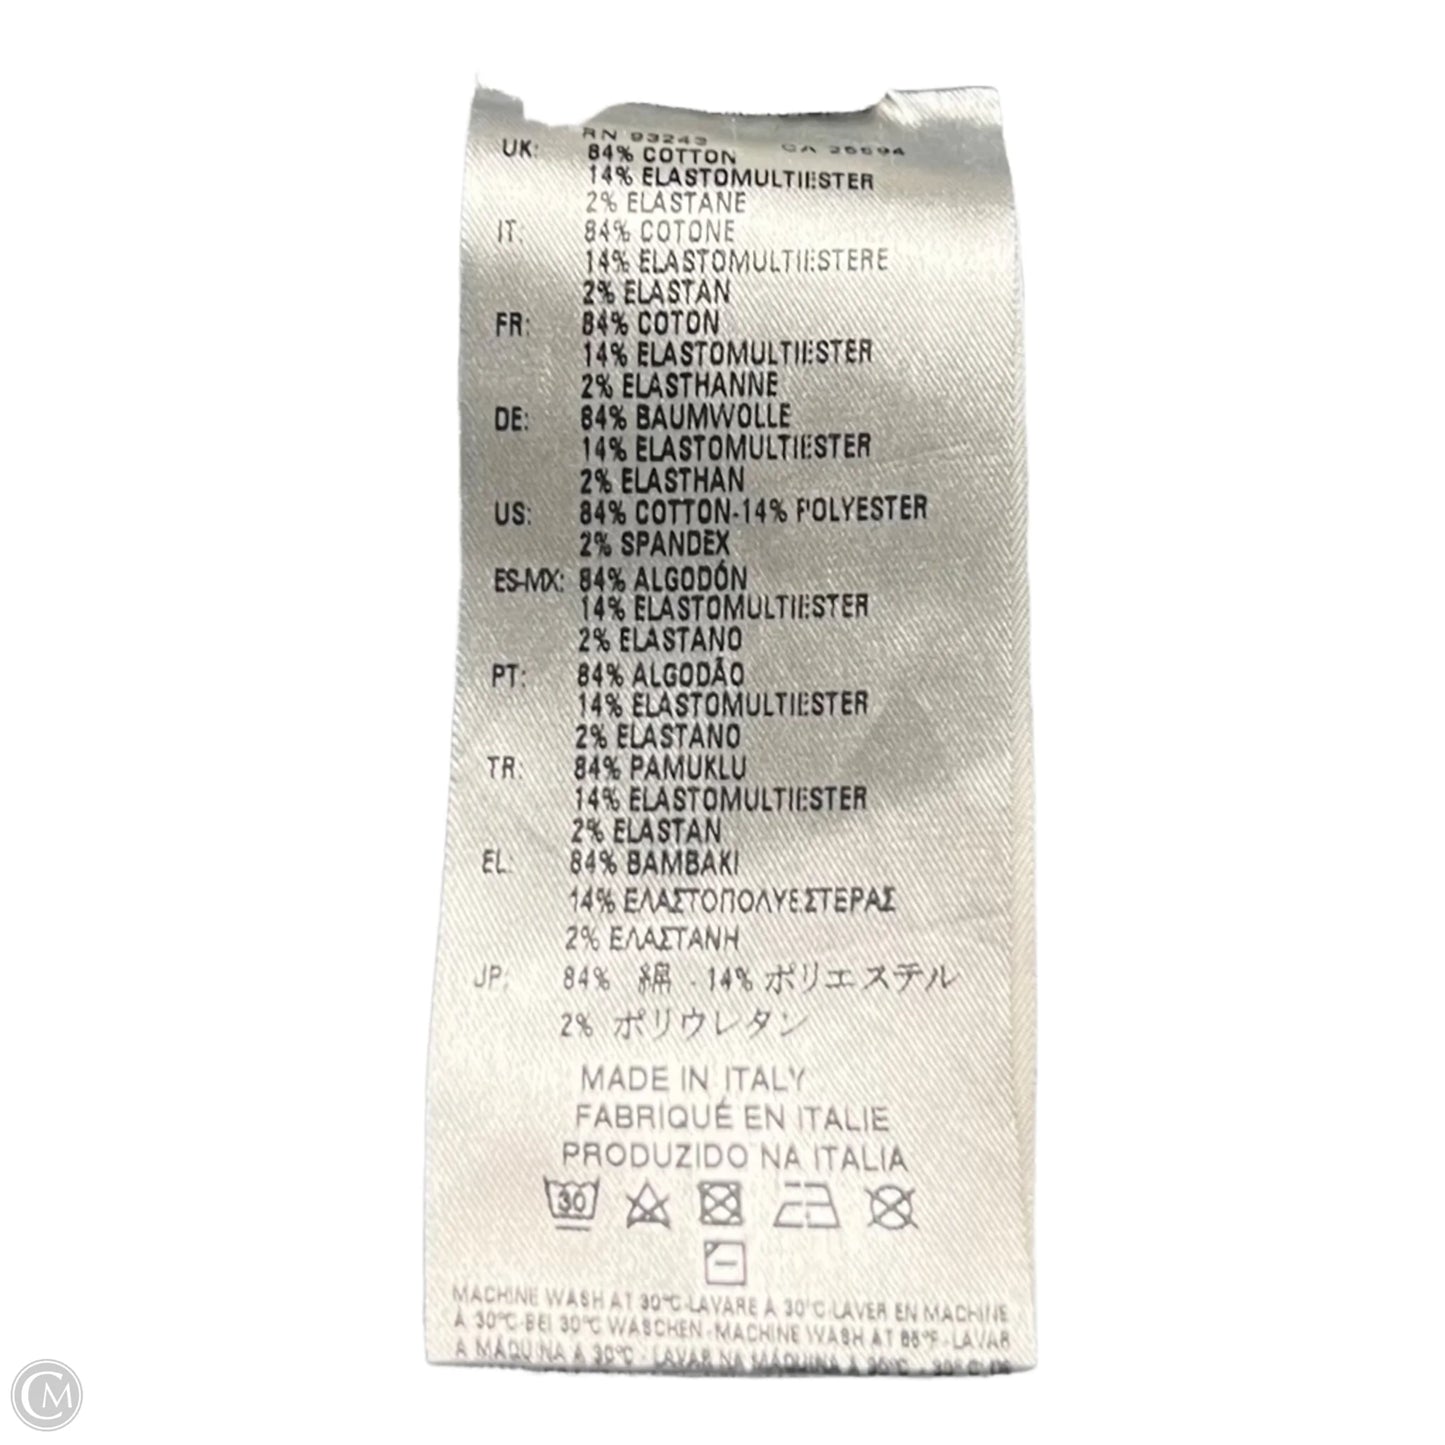 RN 93243 CA 25594
UK: 84% COTTON
14% ELASTOMULTIESTER
2% ELASTANE
IT: 84% COTONE
14% ELASTOMULTIESTERE
2% ELASTAN
FR: 84% COTON
14% ELASTOMULTIESTER
2% ELASTHANNE
DE: 84% BAUMWOLLE
14% ELASTOMULTIESTER
2% ELASTHAN
US: 84% COTTON-14% POLYESTER
2% SPANDEX
ES-MX: 84% ALGODÓN
14% ELASTOMULTIESTER
2% ELASTANO
PT: 84% ALGODÃO
14% ELASTOMULTIESTER
2% ELASTANO
TR: 84% PAMUKLU
14% ELASTOMULTIESTER
2% ELASTAN
EL: 84% ΒΑΜΒΑΚΙ
14% ΕΛΑΣΤΟΠΟΛΥΕΣΤΕΡΑΣ
2% ΕΛΑΣΤΑΝΗ
JP: 84% 綿 - 14% ポリエステル
2% ポリウレタン
MADE IN ITALY
FABRIQUÉ EN ITALIE
PRODUZIDO NA ITALIA
30
MACHINE WASH AT 30°C-LAVARE A 30°C-LAVER EN MACHINE
À 30°C-BEI 30°C WASCHEN-MACHINE WASH AT 86°F-LAVAR
A MÁQUINA A 30°C - LAVAR NA MÁQUINA A 30°C - 30°C
CM